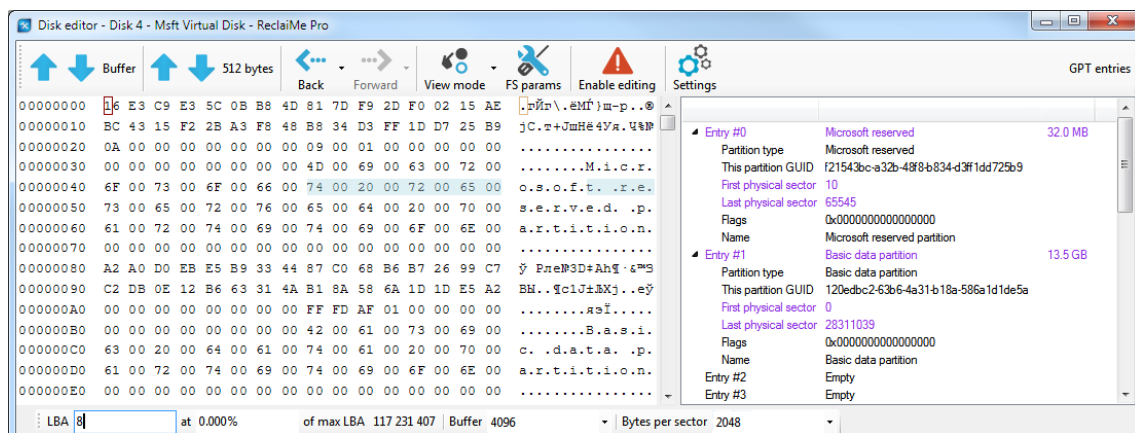 Disk editor - Disk 4 - Msft Virtual Disk - ReclaiMe Pro
Buffer 512 bytes Back Forward View mode FS params Enable editing Settings GPT entries
00000000 16 E3 C9 E3 5C 0B B8 4D 81 7D F9 2D F0 02 15 AE .гЙг\.ёMЃ}щ-р..®
00000010 BC 43 15 F2 2B A3 F8 48 B8 34 D3 FF 1D D7 25 B9 јC.т+JшHё4Уя.Ч%№
00000020 0A 00 00 00 00 00 00 00 09 00 01 00 00 00 00 00 ................
00000030 00 00 00 00 00 00 00 00 4D 00 69 00 63 00 72 00 ........M.i.c.r.
00000040 6F 00 73 00 6F 00 66 00 74 00 20 00 72 00 65 00 o.s.o.f.t. .r.e.
00000050 73 00 65 00 72 00 76 00 65 00 64 00 20 00 70 00 s.e.r.v.e.d. .p.
00000060 61 00 72 00 74 00 69 00 74 00 69 00 6F 00 6E 00 a.r.t.i.t.i.o.n.
00000070 00 00 00 00 00 00 00 00 00 00 00 00 00 00 00 00 ................
00000080 A2 A0 D0 EB E5 B9 33 44 87 C0 68 B6 B7 26 99 C7 ў Рле№3D‡Аh¶·&™З
00000090 C2 DB 0E 12 B6 63 31 4A B1 8A 58 6A 1D 1D E5 A2 ВЫ..¶c1J±ЉXj..еў
000000A0 00 00 00 00 00 00 00 00 FF FD AF 01 00 00 00 00 ........яэЇ.....
000000B0 00 00 00 00 00 00 00 00 42 00 61 00 73 00 69 00 ........B.a.s.i.
000000C0 63 00 20 00 64 00 61 00 74 00 61 00 20 00 70 00 c. .d.a.t.a. .p.
000000D0 61 00 72 00 74 00 69 00 74 00 69 00 6F 00 6E 00 a.r.t.i.t.i.o.n.
000000E0 00 00 00 00 00 00 00 00 00 00 00 00 00 00 00 00 ................
Entry #0 Microsoft reserved 32.0 MB
Partition type Microsoft reserved
This partition GUID f21543bc-a32b-48f8-b834-d3ff1dd725b9
First physical sector 10
Last physical sector 65545
Flags 0x0000000000000000
Name Microsoft reserved partition
Entry #1 Basic data partition 13.5 GB
Partition type Basic data partition
This partition GUID 120edbc2-63b6-4a31-b18a-586a1d1de5a
First physical sector 0
Last physical sector 28311039
Flags 0x0000000000000000
Name Basic data partition
Entry #2 Empty
Entry #3 Empty
LBA 8 at 0.000% of max LBA 117 231 407 Buffer 4096 Bytes per sector 2048